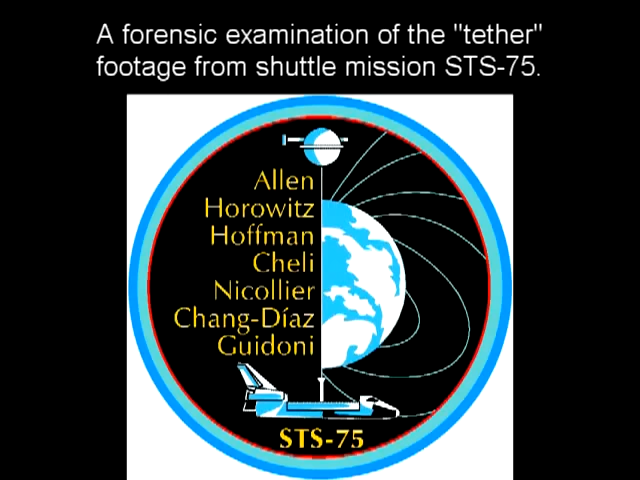 A forensic examination of the "tether"
footage from shuttle mission STS-75.
Allen
Horowitz
Hoffman
Cheli
Nicollier
Chang-Díaz
Guidoni
STS-75